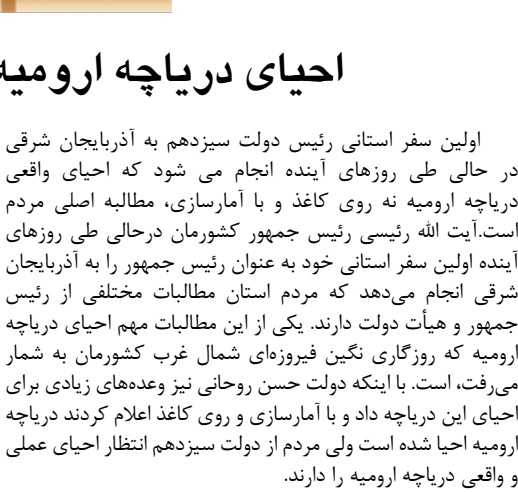 احیای دریاچه ارومیه
اولین سفر استانی رئیس دولت سیزدهم به آذربایجان شرقی
در حالی طی روزهای آینده انجام می شود که احیای واقعی
دریاچه ارومیه نه روی کاغذ و با آمارسازی، مطالبه اصلی مردم
است.آیت الله رئیسی رئیس جمهور کشورمان درحالی طی روزهای
آینده اولین سفر استانی خود به عنوان رئیس جمهور را به آذربایجان
شرقی انجام می‌دهد که مردم استان مطالبات مختلفی از رئیس
جمهور و هیأت دولت دارند. یکی از این مطالبات مهم احیای دریاچه
ارومیه که روزگاری نگین فیروزه‌ای شمال غرب کشورمان به شمار
می‌رفت، است. با اینکه دولت حسن روحانی نیز وعده‌های زیادی برای
احیای این دریاچه داد و با آمارسازی و روی کاغذ اعلام کردند دریاچه
ارومیه احیا شده است ولی مردم از دولت سیزدهم انتظار احیای عملی
و واقعی دریاچه ارومیه را دارند.